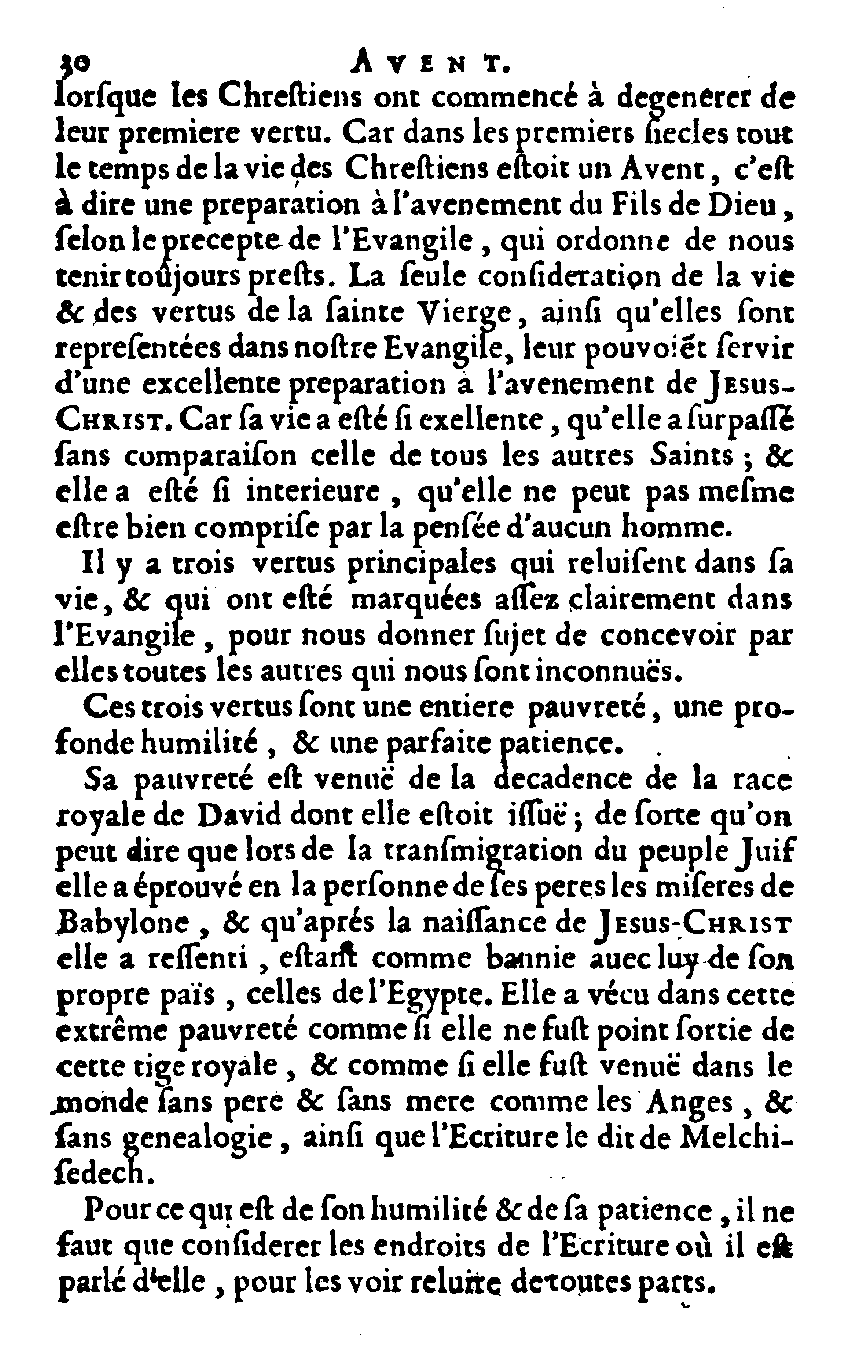 30 AVENT.
lorſque les Chreſtiens ont commencé à degenerer de
leur premiere vertu. Car dans les premiers ſiecles tout
le temps de la vie des Chreſtiens eſtoit un Avent, c'eſt
à dire une preparation à l'avenement du Fils de Dieu,
ſelon le precepte de l'Evangile, qui ordonne de nous
tenir toûjours preſts. La ſeule conſideration de la vie
& des vertus de la ſainte Vierge, ainſi qu'elles ſont
repreſentées dans noſtre Evangile, leur pouvoiẽt ſervir
d'une excellente preparation à l'avenement de JESUS-
CHRIST. Car ſa vie a eſté ſi exellente, qu'elle a ſurpaſſé
ſans comparaiſon celle de tous les autres Saints; &
elle a eſté ſi interieure, qu'elle ne peut pas meſme
eſtre bien compriſe par la penſée d'aucun homme.
Il y a trois vertus principales qui reluiſent dans ſa
vie, & qui ont eſté marquées aſſez clairement dans
l'Evangile, pour nous donner ſujet de concevoir par
elles toutes les autres qui nous ſont inconnuës.
Ces trois vertus ſont une entiere pauvreté, une pro-
fonde humilité, & une parfaite patience.
Sa pauvreté eſt venuë de la decadence de la race
royale de David dont elle eſtoit iſſuë; de ſorte qu'on
peut dire que lors de la tranſmigration du peuple Juif
elle a éprouvé en la perſonne de ſes peres les miſeres de
Babylone, & qu'aprés la naiſſance de JESUS-CHRIST
elle a reſſenti, eſtant comme bannie auec luy de ſon
propre païs, celles de l'Egypte. Elle a vécu dans cette
extrême pauvreté comme ſi elle ne fuſt point ſortie de
cette tige royale, & comme ſi elle fuſt venuë dans le
monde ſans pere & ſans mere comme les Anges, &
ſans genealogie, ainſi que l'Ecriture le dit de Melchi-
ſedech.
Pour ce qui eſt de ſon humilité & de ſa patience, il ne
faut que conſiderer les endroits de l'Ecriture où il eſt
parlé d'elle, pour les voir reluire de toutes parts.